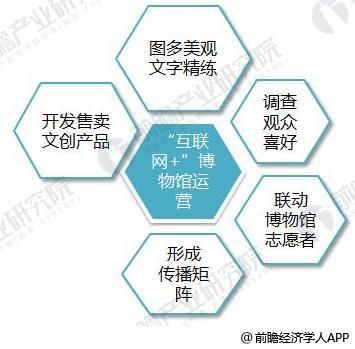 图多美观
文字精练
开发售卖
文创产品
调查
观众
喜好
“互联
网+”博
物馆运
营
联动
博物馆
志愿者
形成
传播矩
阵
@前瞻经济学人APP